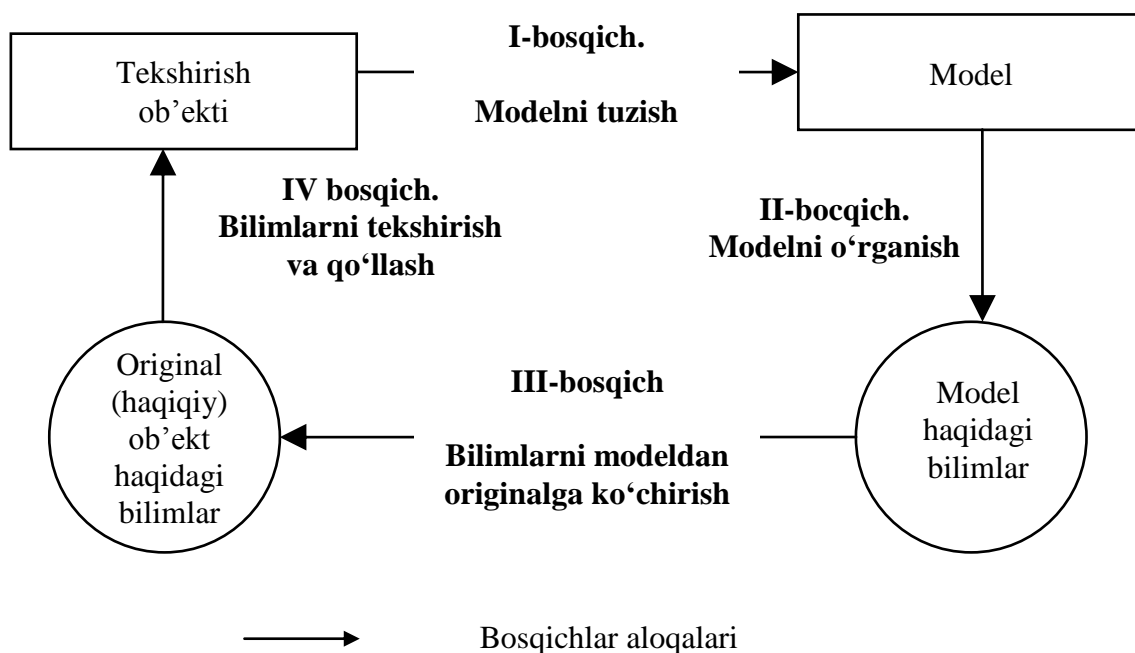 I-bosqich.
Tekshirish
ob’ekti
Modelni tuzish
Model
IV bosqich.
Bilimlarni tekshirish
va qo‘llash
II-bocqich.
Modelni o‘rganish
Original
(haqiqiy)
ob’ekt
haqidagi
bilimlar
III-bosqich
Bilimlarni modeldan
originalga ko‘chirish
Model
haqidagi
bilimlar
Bosqichlar aloqalari